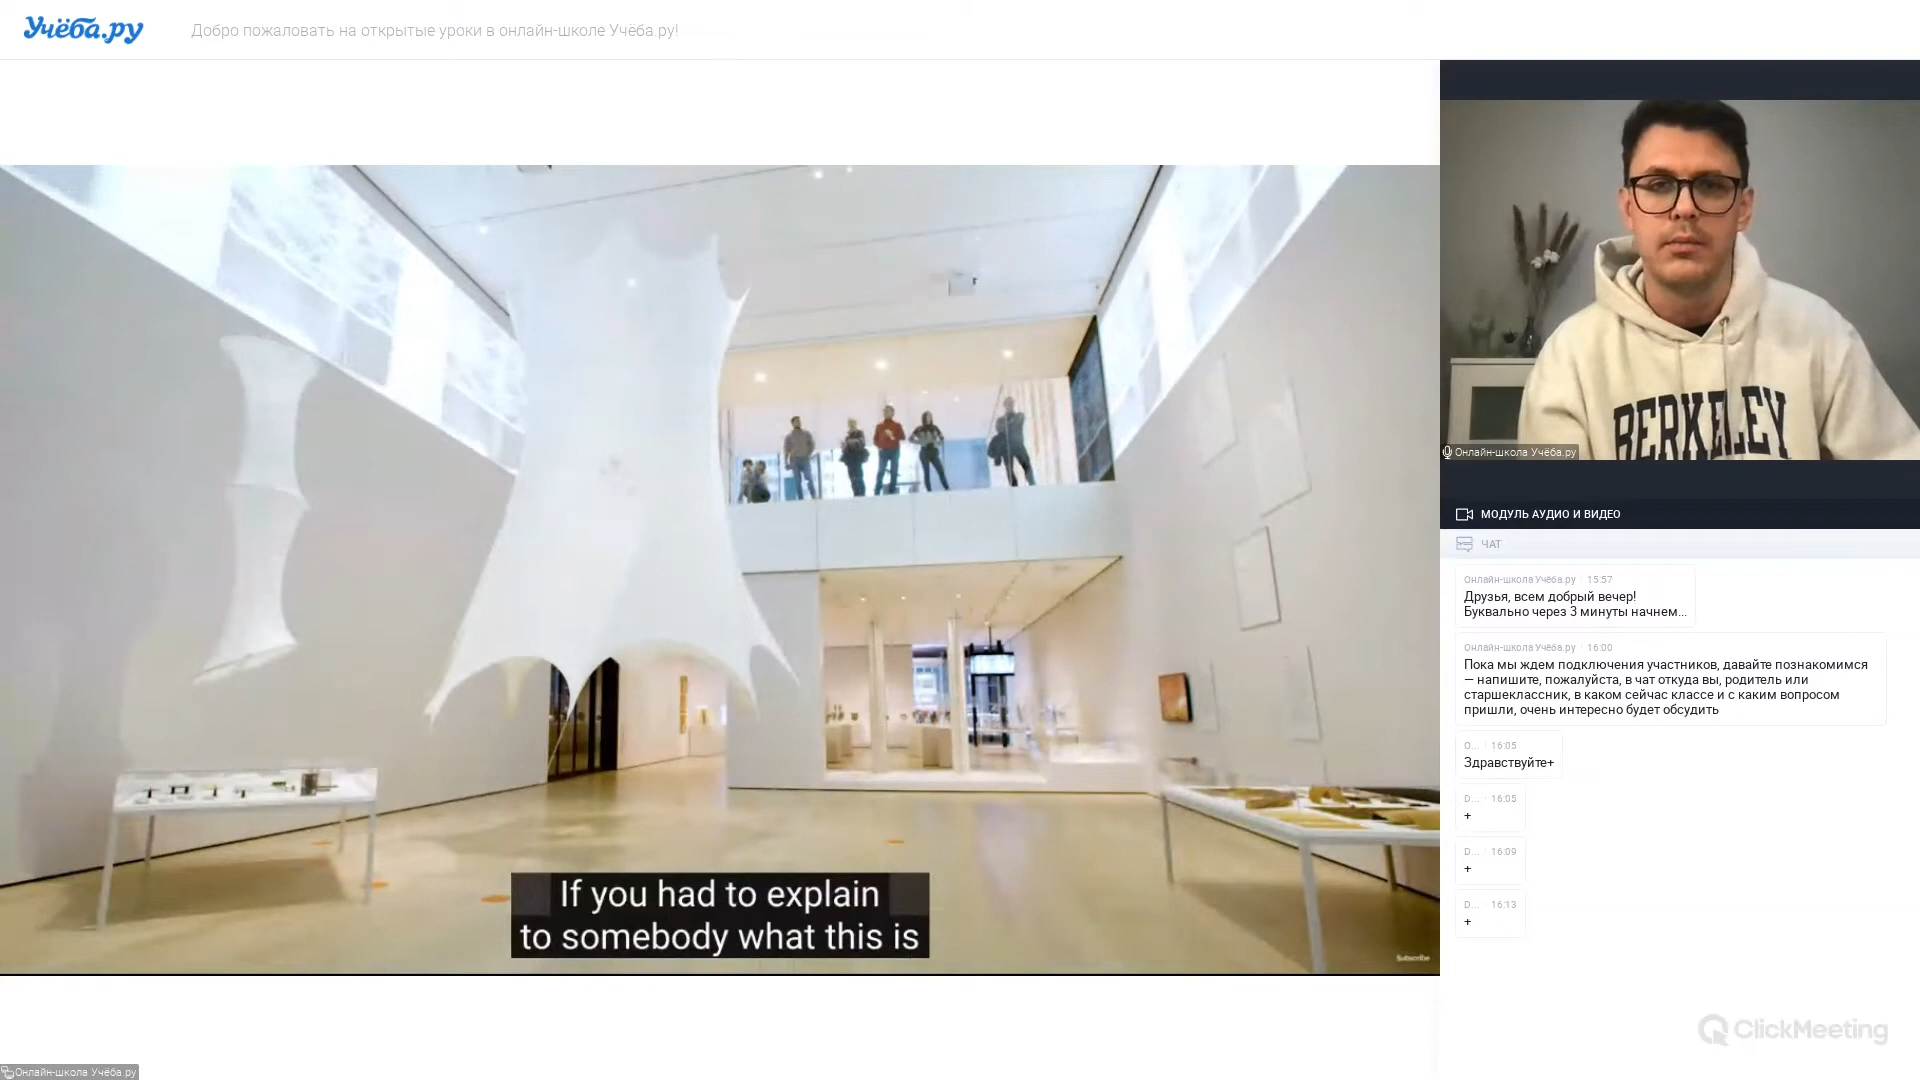 Учёба.ру
Добро пожаловать на открытые уроки в онлайн-школе Учёба.ру!
BERKELEY
Онлайн-школа Учёба.ру
МОДУЛЬ АУДИО И ВИДЕО
ЧАТ
Онлайн-школа Учёба.ру 15:57
Друзья, всем добрый вечер!
Буквально через 3 минуты начнем...
Онлайн-школа Учёба.ру 16:00
Пока мы ждем подключения участников, давайте познакомимся
— напишите, пожалуйста, в чат откуда вы, родитель или
старшеклассник, в каком сейчас классе и с каким вопросом
пришли, очень интересно будет обсудить
О... 16:05
Здравствуйте+
D... 16:05
+
D... 16:09
+
D... 16:13
+
If you had to explain
to somebody what this is
Subscribe
ClickMeeting
Онлайн-школа Учёба.ру